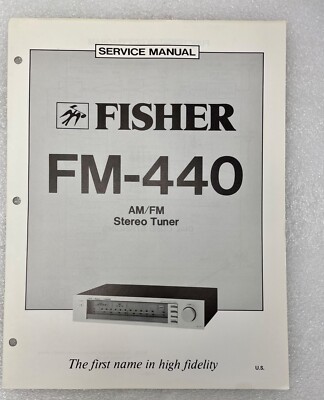 SERVICE MANUAL
FISHER
FM-440
AM/FM
Stereo Tuner
The first name in high fidelity
U.S.